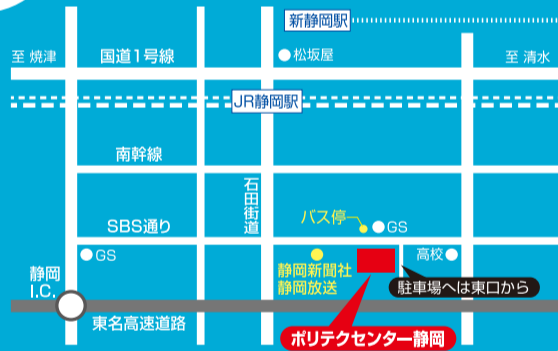 新静岡駅
至 焼津
国道1号線
松坂屋
至 清水
JR静岡駅
南幹線
石田街道
バス停
GS
SBS通り
GS
静岡新聞社
静岡放送
高校
静岡
I.C.
駐車場へは東口から
東名高速道路
ポリテクセンター静岡